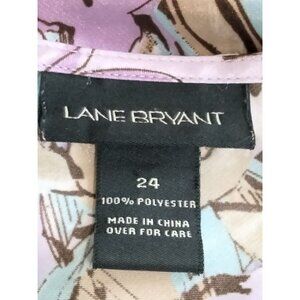 LANE BRYANT
24
100% POLYESTER
MADE IN CHINA
OVER FOR CARE